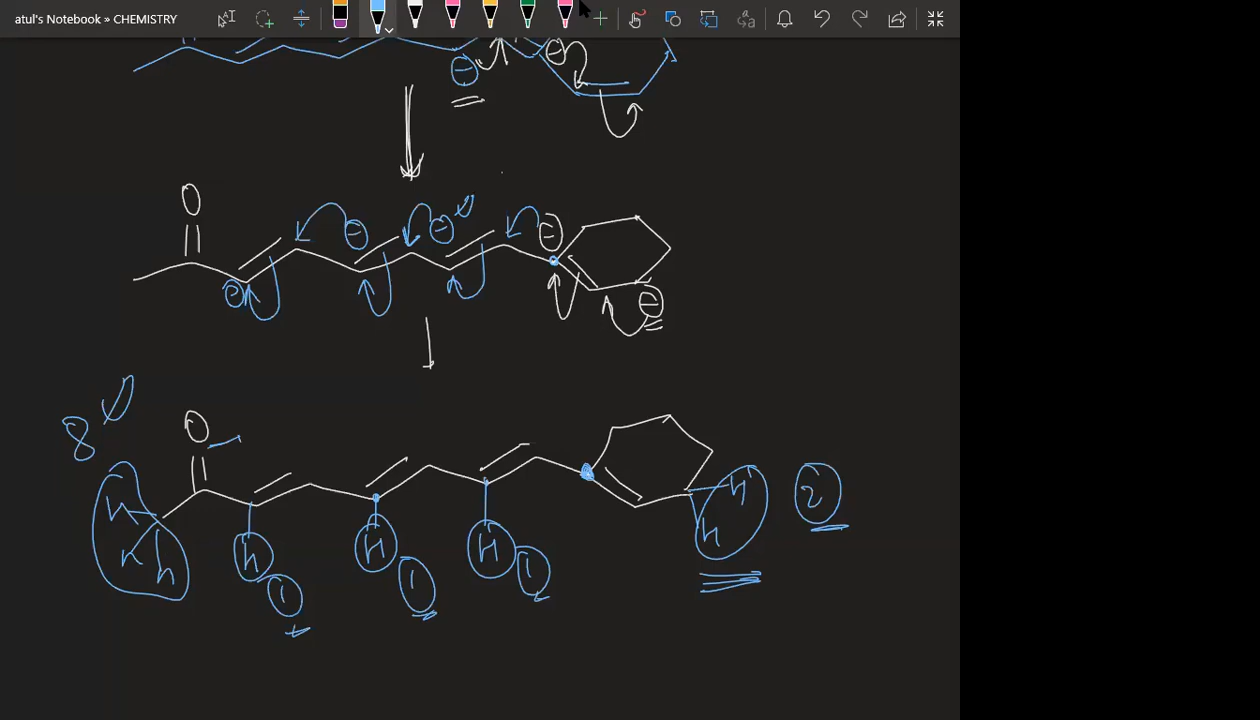 atul's Notebook » CHEMISTRY
A
a
⊖
⊖
O
⊖
⊖
⊖
⊖
⊖
8
O
H
H
h
h
h
H
H
h
2
1
1
1